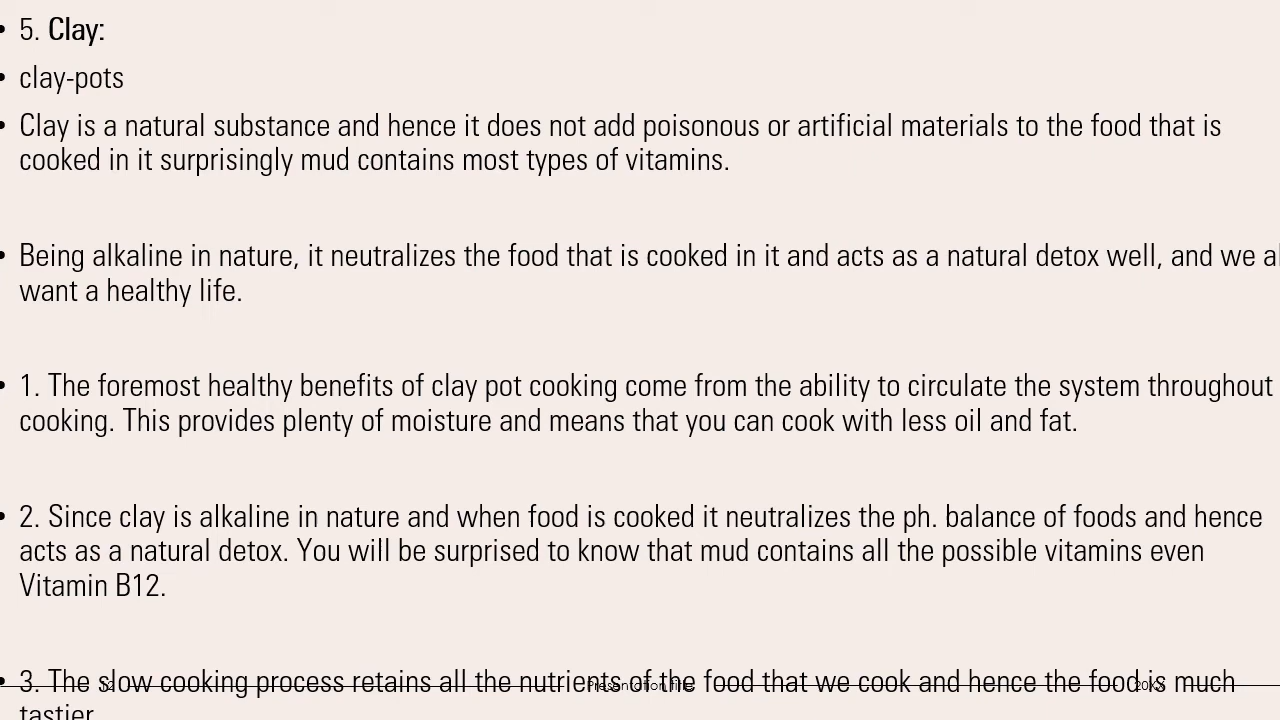 • 5. Clay:
• clay-pots
• Clay is a natural substance and hence it does not add poisonous or artificial materials to the food that is
cooked in it surprisingly mud contains most types of vitamins.
• Being alkaline in nature, it neutralizes the food that is cooked in it and acts as a natural detox well, and we al
want a healthy life.
• 1. The foremost healthy benefits of clay pot cooking come from the ability to circulate the system throughout
cooking. This provides plenty of moisture and means that you can cook with less oil and fat.
• 2. Since clay is alkaline in nature and when food is cooked it neutralizes the ph. balance of foods and hence
acts as a natural detox. You will be surprised to know that mud contains all the possible vitamins even
Vitamin B12.
• 3. The slow cooking process retains all the nutrients of the food that we cook and hence the food is much
Presentation title 20XX
tastier